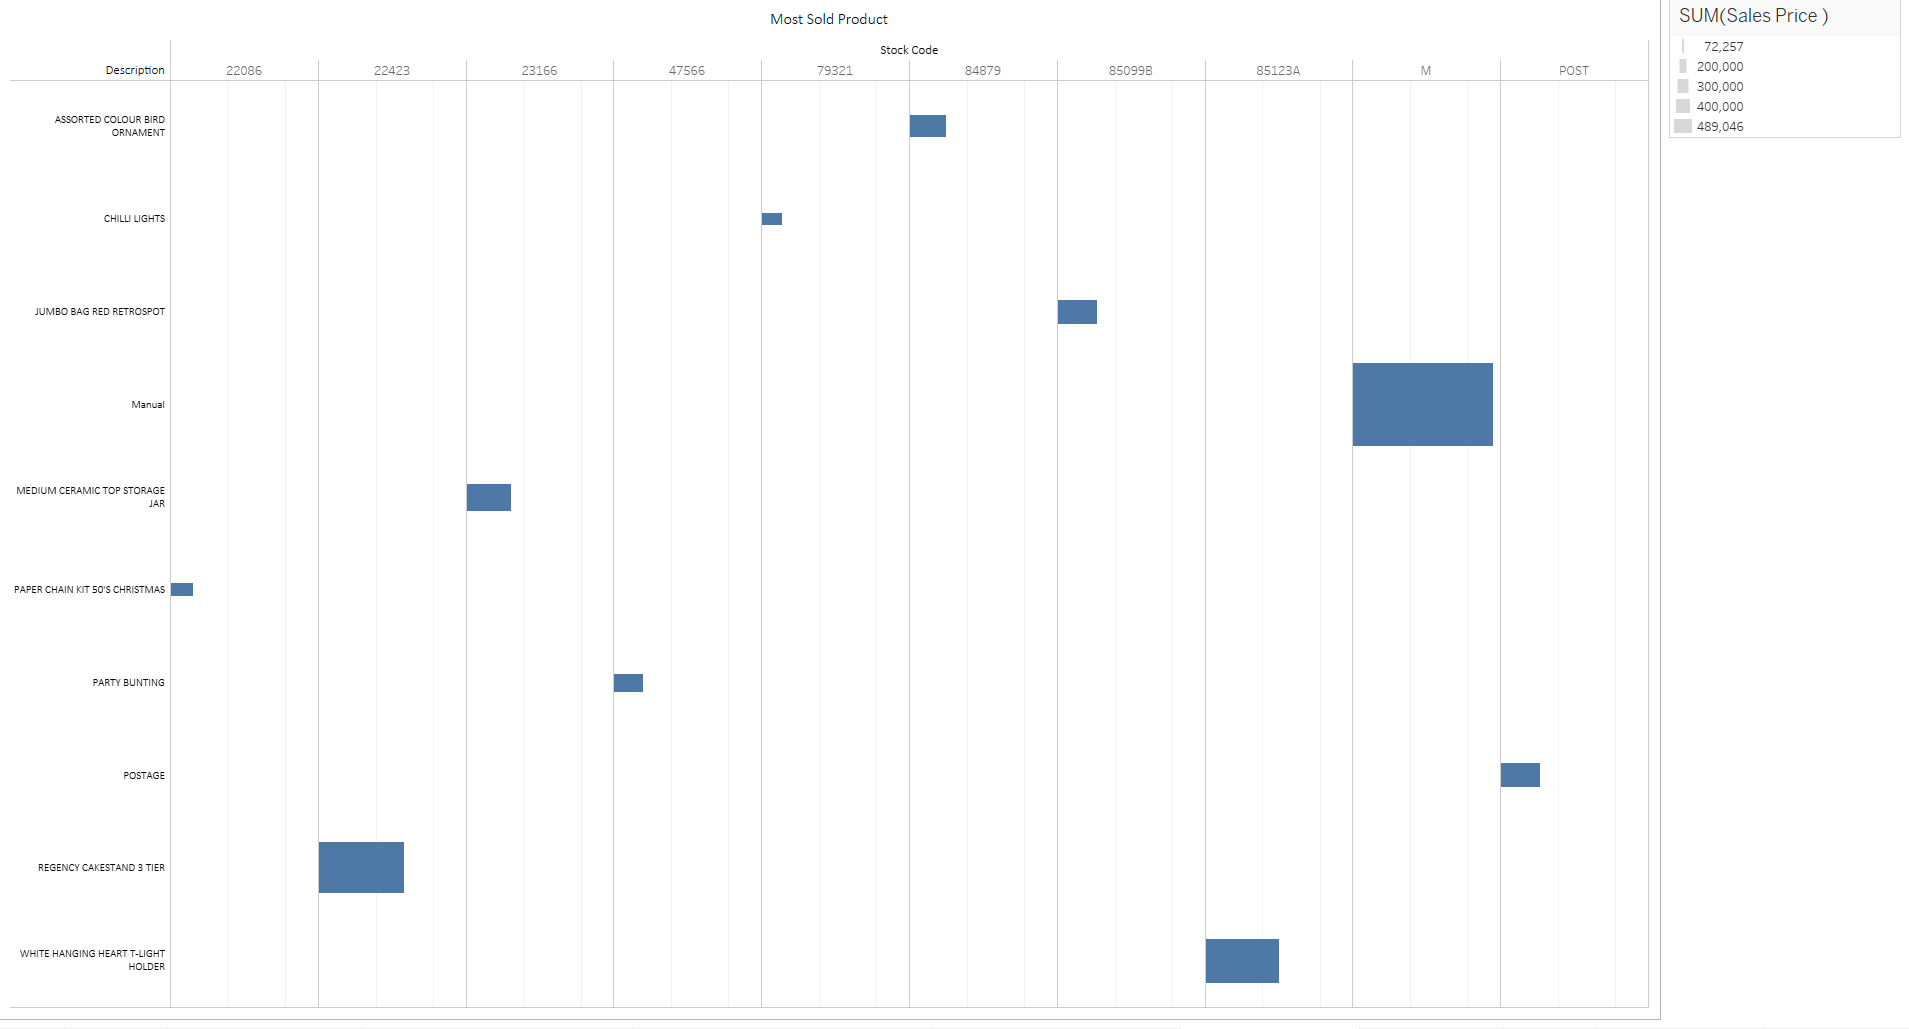 Most Sold Product
Stock Code
Description 22086 22423 23166 47566 79321 84879 85099B 85123A M POST
ASSORTED COLOUR BIRD
ORNAMENT
CHILLI LIGHTS
JUMBO BAG RED RETROSPOT
Manual
MEDIUM CERAMIC TOP STORAGE
JAR
PAPER CHAIN KIT 50'S CHRISTMAS
PARTY BUNTING
POSTAGE
REGENCY CAKESTAND 3 TIER
WHITE HANGING HEART T-LIGHT
HOLDER
SUM(Sales Price )
72,257
200,000
300,000
400,000
489,046